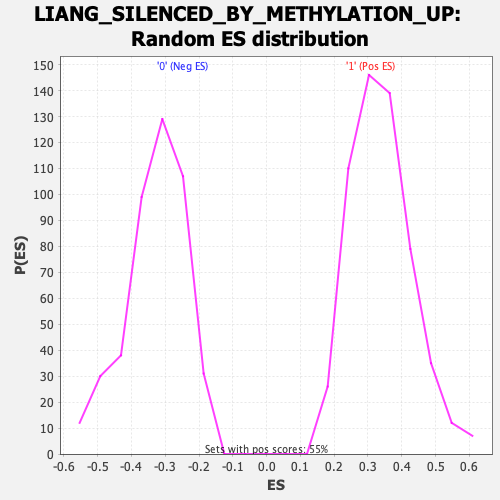 LIANG_SILENCED_BY_METHYLATION_UP:
Random ES distribution
'0' (Neg ES)
'1' (Pos ES)
150
140
130
120
110
100
90
80
70
60
50
40
30
20
10
0
P(ES)
Sets with pos scores: 55%
-0.6 -0.5 -0.4 -0.3 -0.2 -0.1 0.0 0.1 0.2 0.3 0.4 0.5 0.6
ES